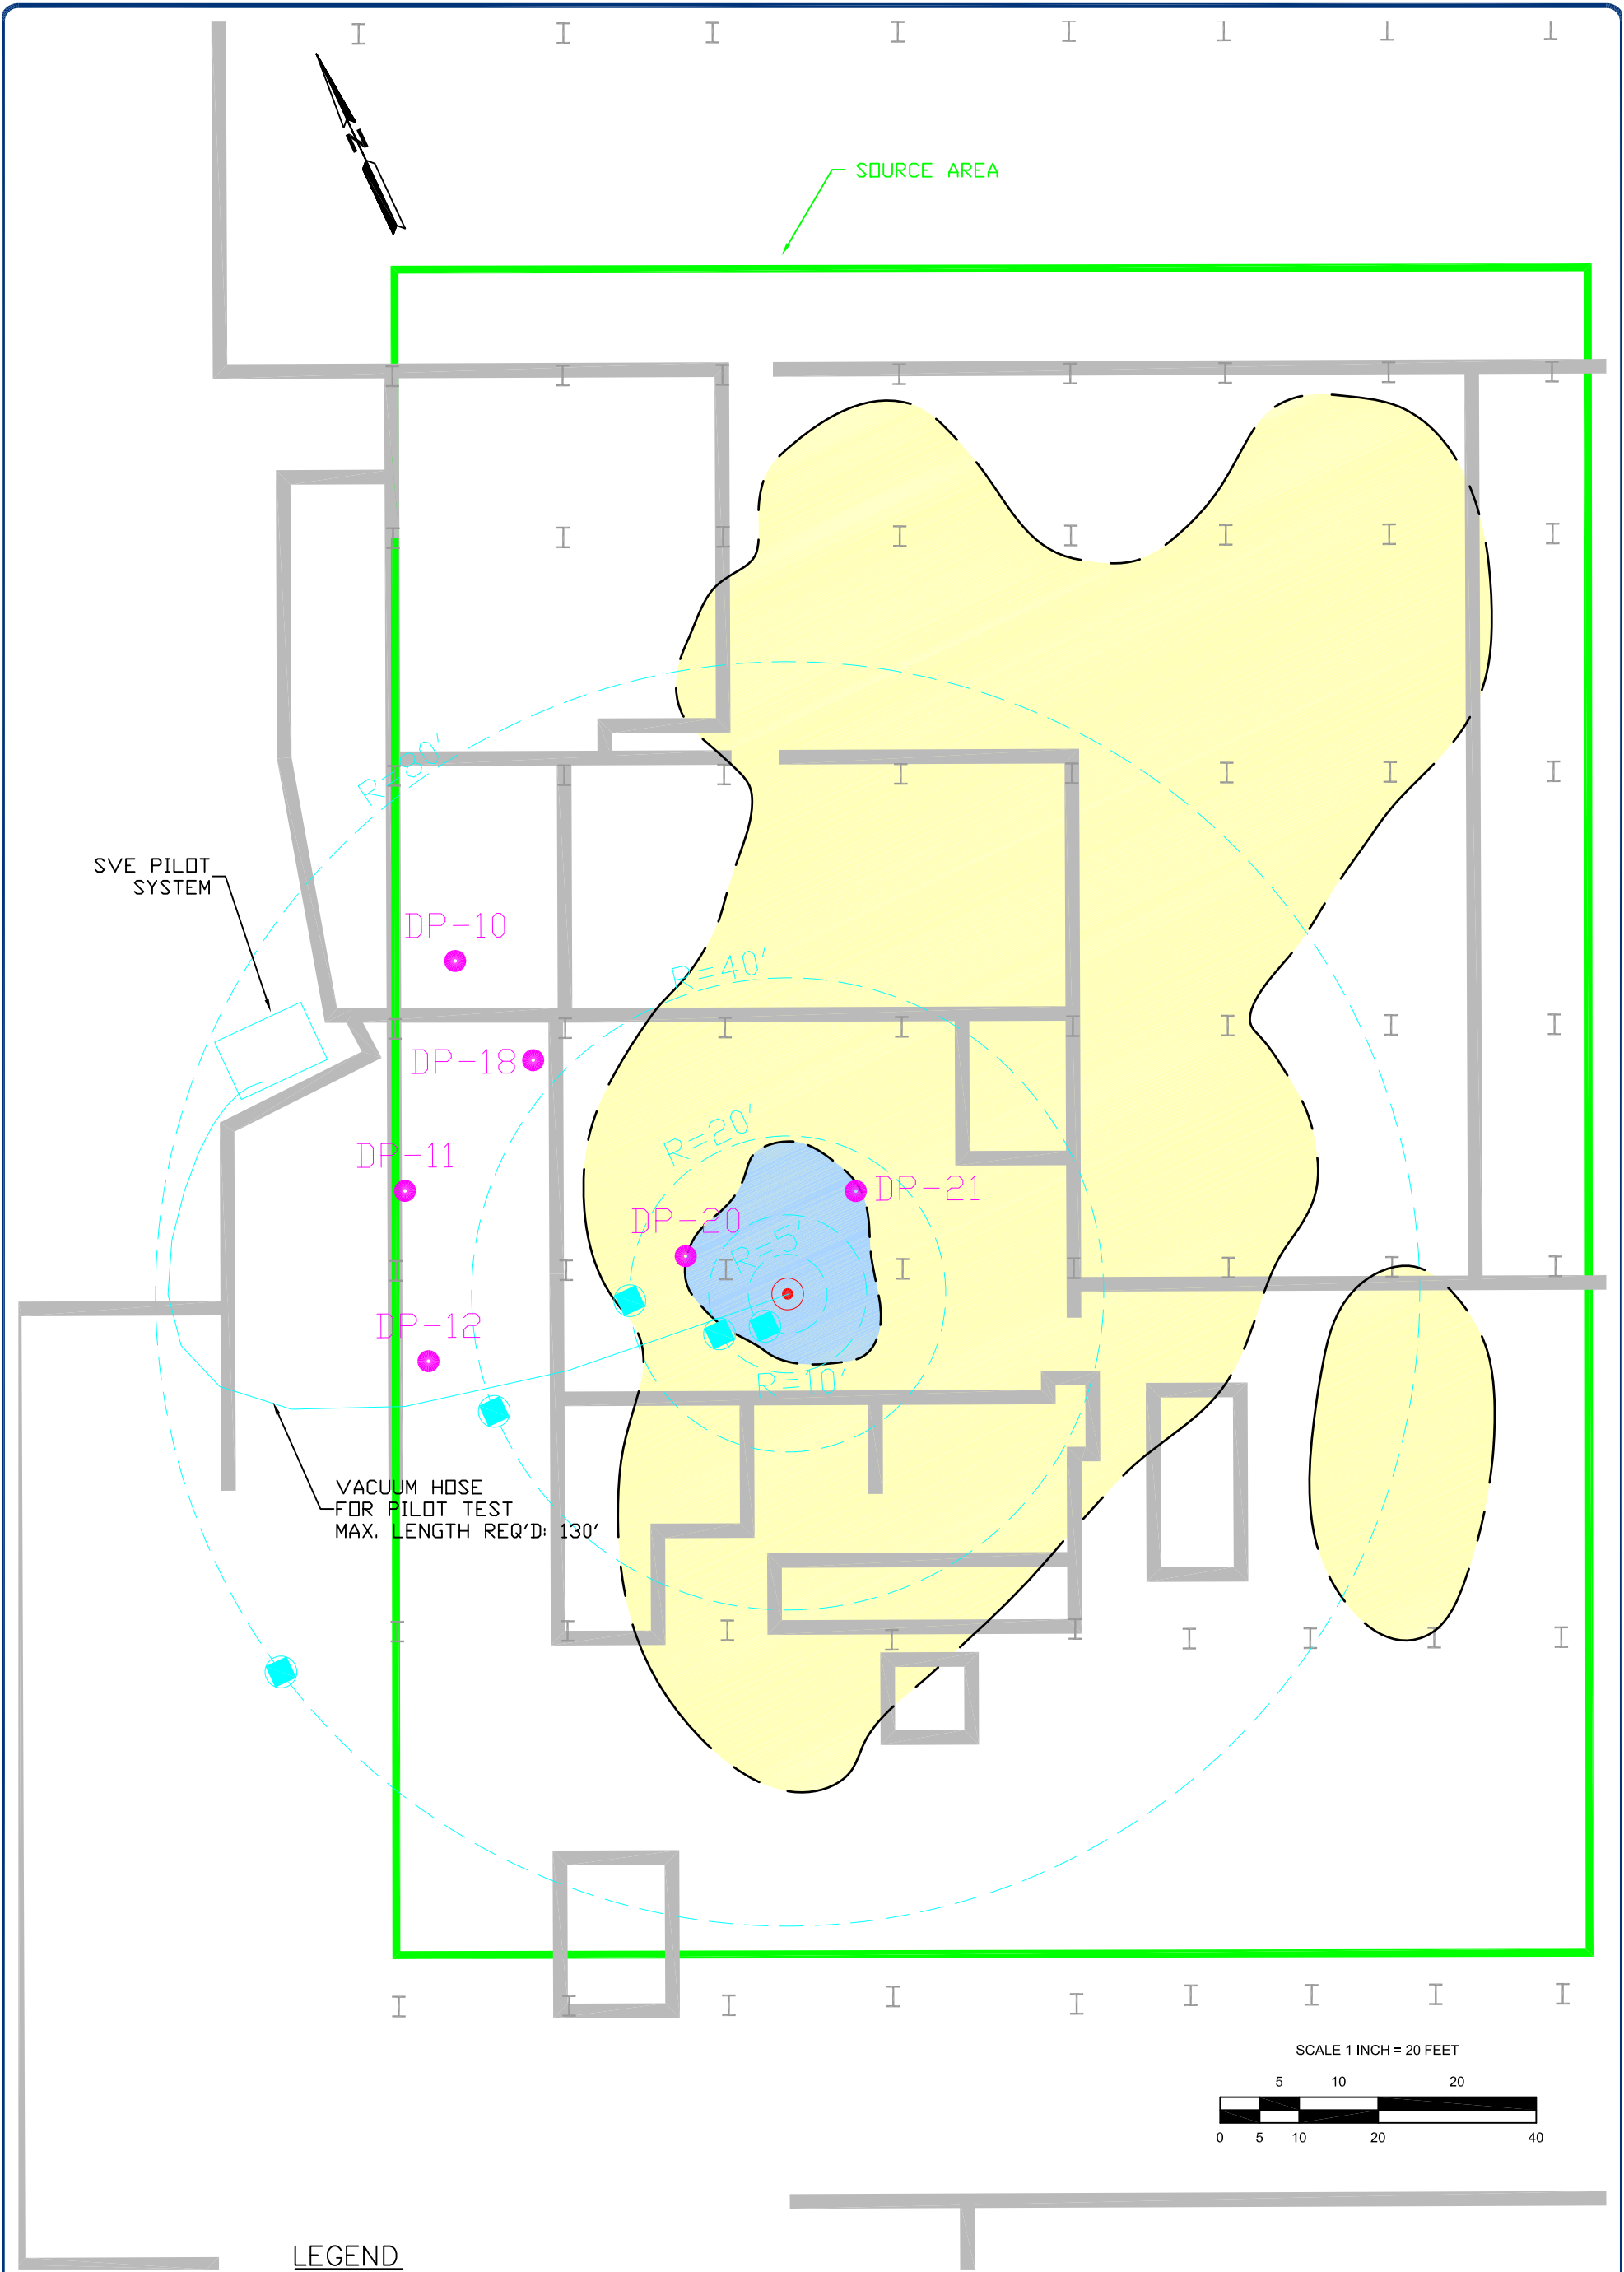 N
SOURCE AREA
R=80'
SVE PILOT
SYSTEM
DP-10
R=40'
DP-18
R=20'
DP-11
DP-21
DP-20
R=5'
DP-12
R=10'
VACUUM HOSE
FOR PILOT TEST
MAX. LENGTH REQ'D: 130'
SCALE 1 INCH = 20 FEET
5 10 20
0 5 10 20 40
LEGEND